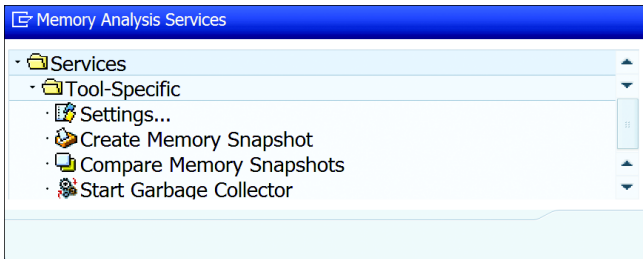 Memory Analysis Services
Services
Tool-Specific
Settings...
Create Memory Snapshot
Compare Memory Snapshots
Start Garbage Collector